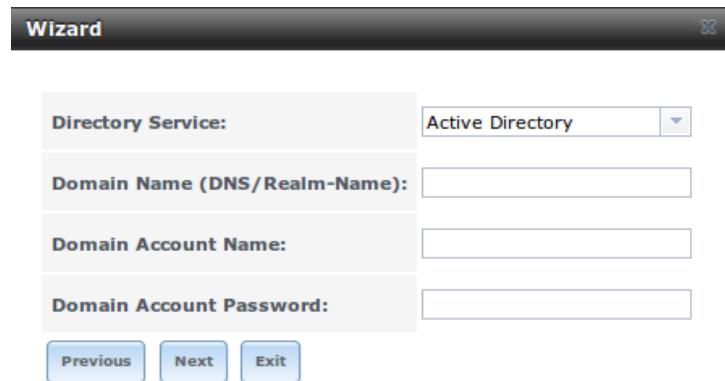 Wizard
Directory Service: Active Directory
Domain Name (DNS/Realm-Name):
Domain Account Name:
Domain Account Password:
Previous Next Exit